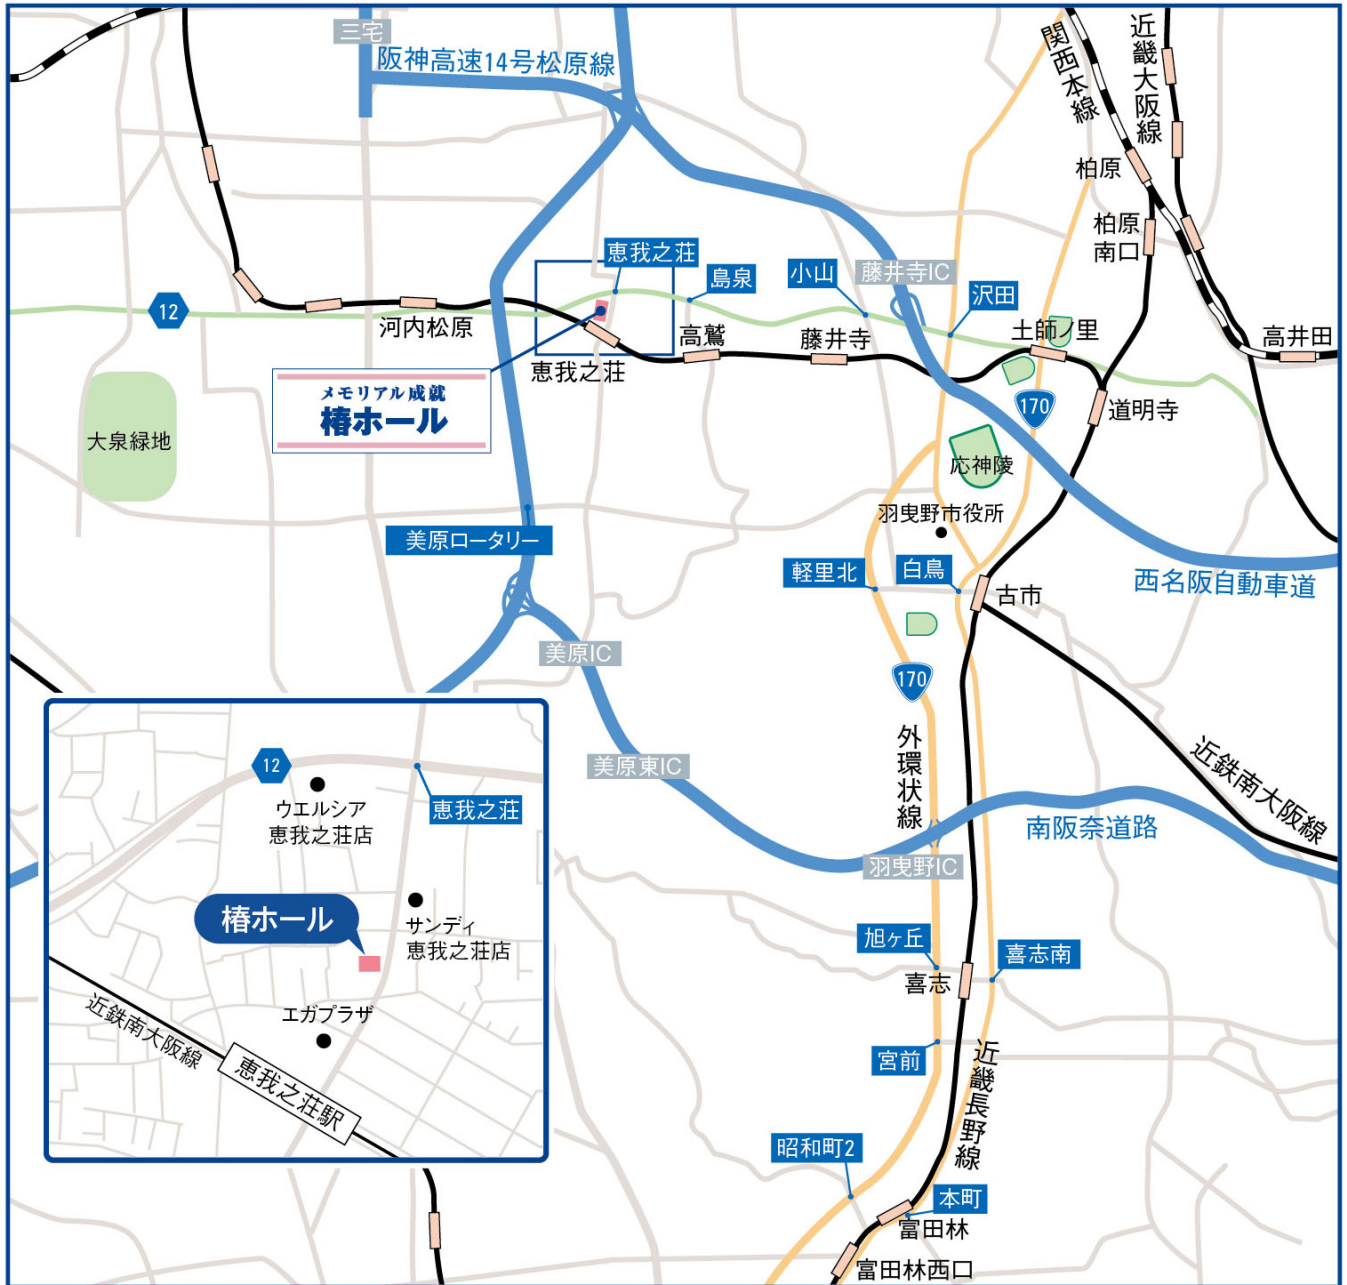 三宅
阪神高速14号松原線
関西本線
近畿大阪線
柏原
柏原
南口
恵我之荘
島泉
小山
藤井寺IC
沢田
12
河内松原
恵我之荘
高鷲
藤井寺
土師ノ里
高井田
メモリアル成就
椿ホール
170
道明寺
大泉緑地
応神陵
羽曳野市役所
美原ロータリー
軽里北
白鳥
古市
西名阪自動車道
美原IC
170
外環状線
美原東IC
近鉄南大阪線
南阪奈道路
羽曳野IC
旭ヶ丘
喜志
喜志南
宮前
近畿長野線
昭和町2
本町
富田林
富田林西口
12
ウエルシア
恵我之荘店
恵我之荘
椿ホール
サンディ
恵我之荘店
エガプラザ
近鉄南大阪線
恵我之荘駅